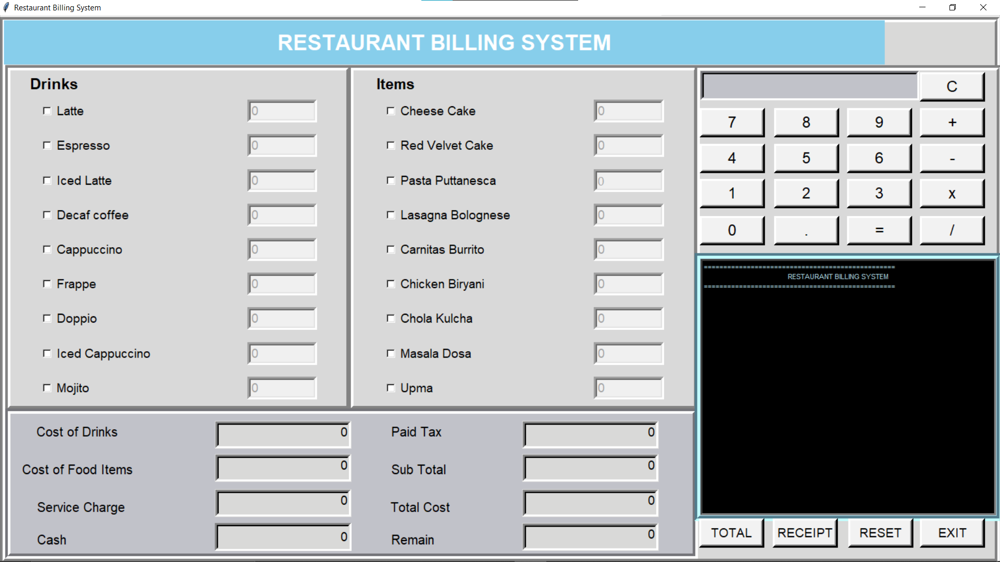 Restaurant Billing System
RESTAURANT BILLING SYSTEM
Drinks
Latte 0
Espresso 0
Iced Latte 0
Decaf coffee 0
Cappuccino 0
Frappe 0
Doppio 0
Iced Cappuccino 0
Mojito 0
Items
Cheese Cake 0
Red Velvet Cake 0
Pasta Puttanesca 0
Lasagna Bolognese 0
Carnitas Burrito 0
Chicken Biryani 0
Chola Kulcha 0
Masala Dosa 0
Upma 0
C
7 8 9 +
4 5 6 -
1 2 3 x
0 . = /
=================================================
RESTAURANT BILLING SYSTEM
=================================================
Cost of Drinks 0 Paid Tax 0
Cost of Food Items 0 Sub Total 0
Service Charge 0 Total Cost 0
Cash 0 Remain 0
TOTAL RECEIPT RESET EXIT